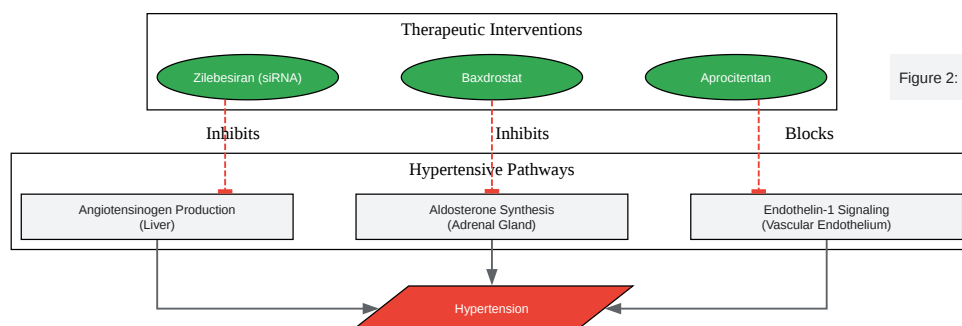 Therapeutic Interventions
Zilebesiran (siRNA)
Baxdrostat
Aprocitentan
Figure 2:
Inhibits
Inhibits
Blocks
Hypertensive Pathways
Angiotensinogen Production
(Liver)
Aldosterone Synthesis
(Adrenal Gland)
Endothelin-1 Signaling
(Vascular Endothelium)
Hypertension